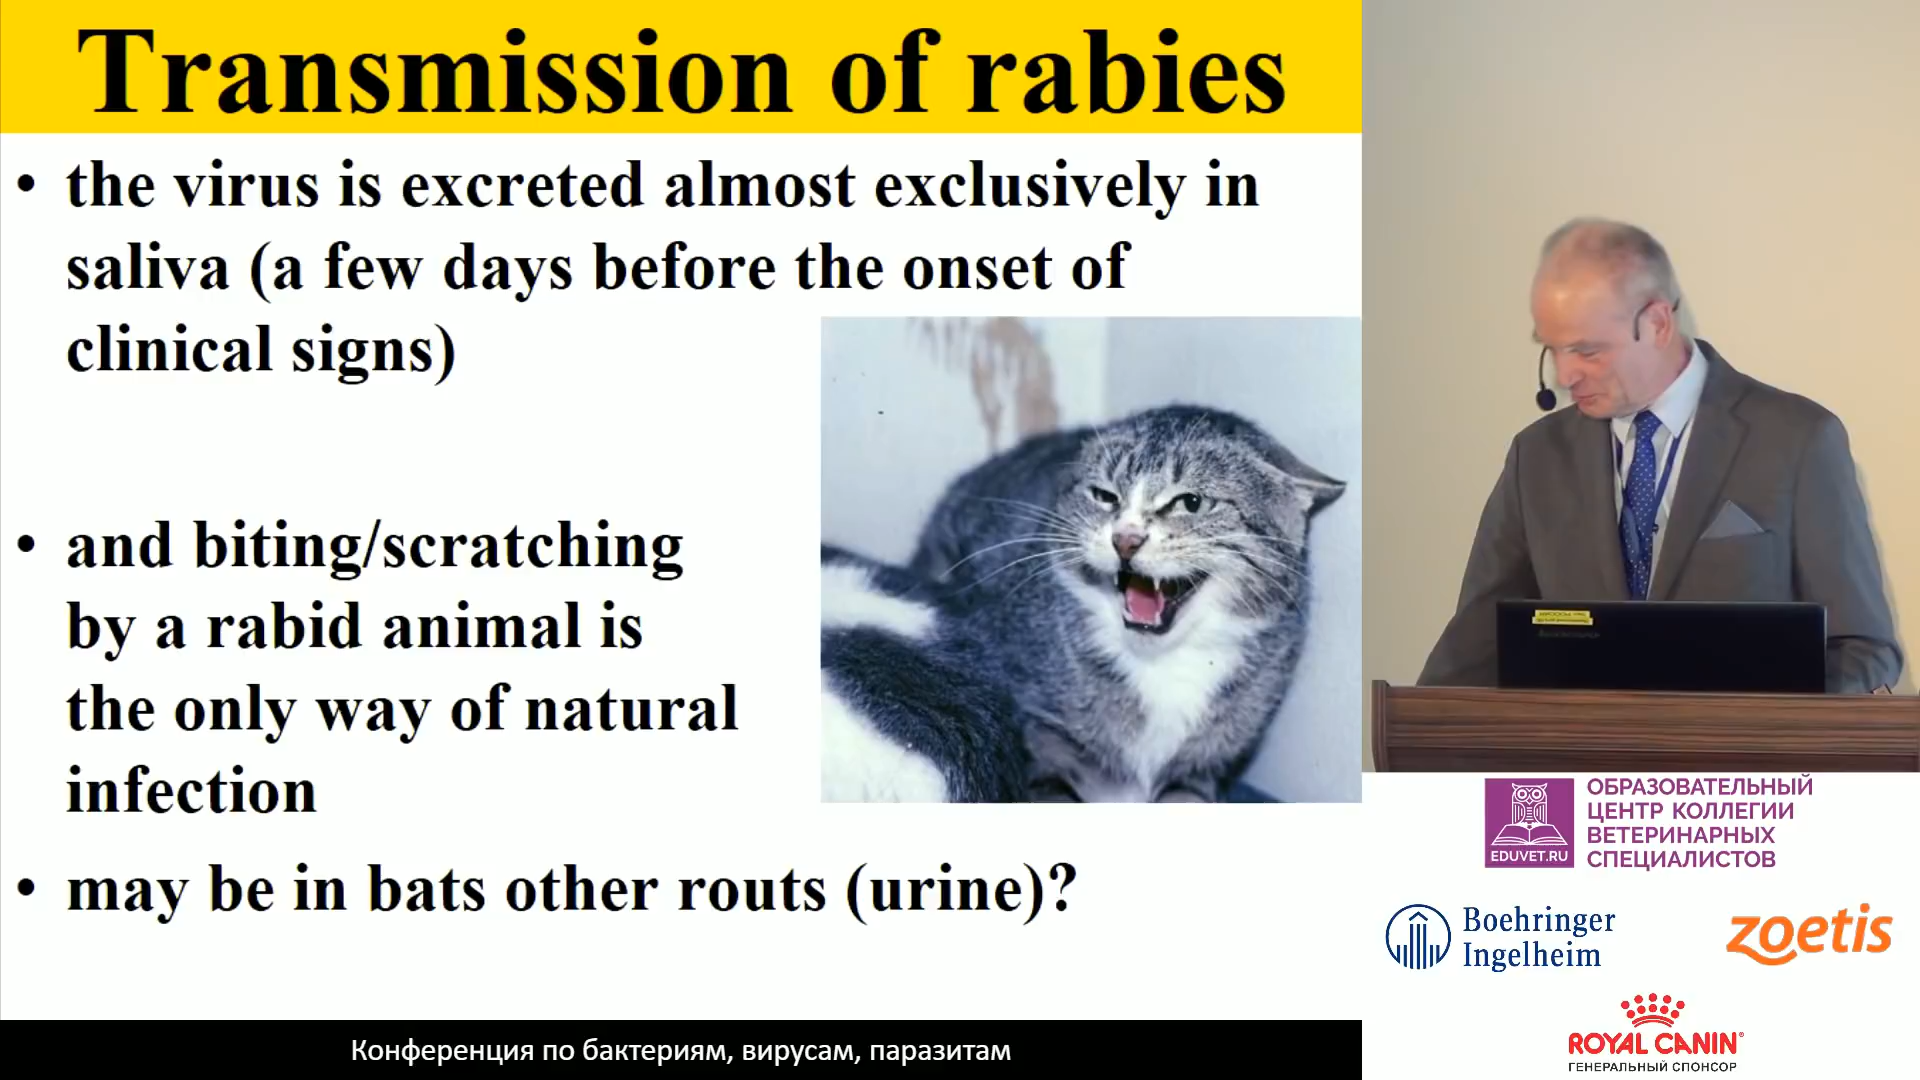 Transmission of rabies
• the virus is excreted almost exclusively in
saliva (a few days before the onset of
clinical signs)
• and biting/scratching
by a rabid animal is
the only way of natural
infection
• may be in bats other routs (urine)?
Конференция по бактериям, вирусам, паразитам
EDUVET.RU
ОБРАЗОВАТЕЛЬНЫЙ
ЦЕНТР КОЛЛЕГИИ
ВЕТЕРИНАРНЫХ
СПЕЦИАЛИСТОВ
Boehringer
Ingelheim
zoetis
ROYAL CANIN
ГЕНЕРАЛЬНЫЙ СПОНСОР